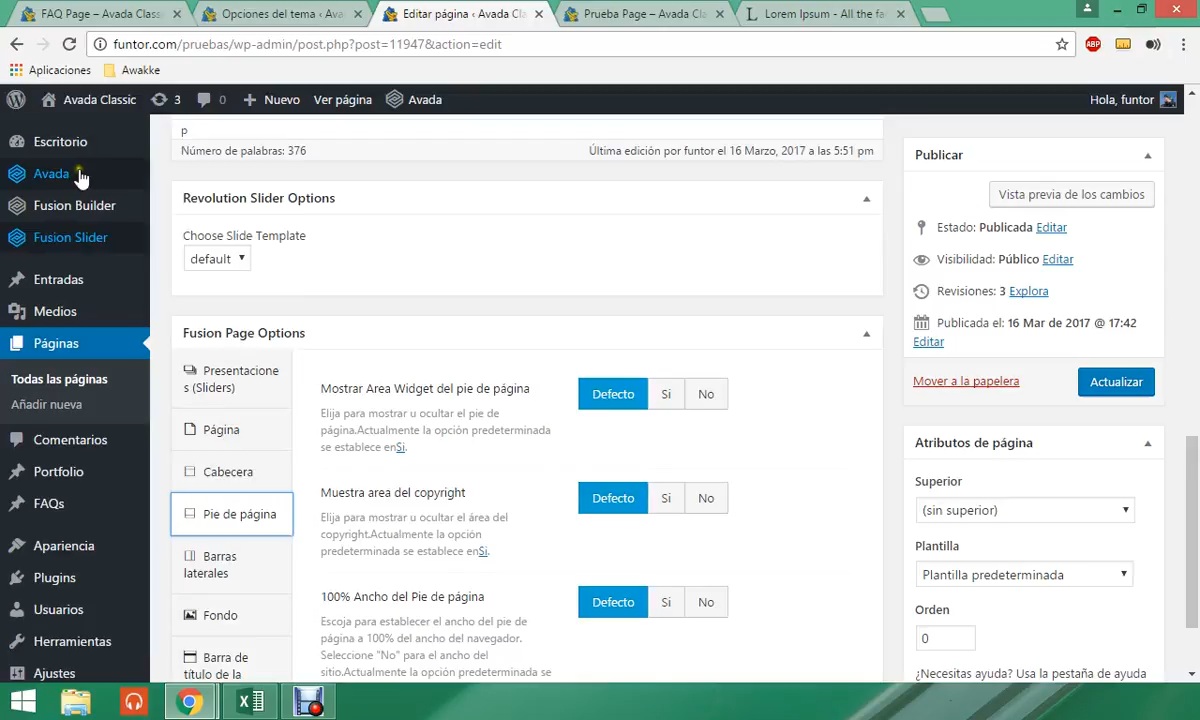 FAQ Page – Avada Classi
Opciones del tema ‹ Ava
Editar página ‹ Avada Cla
Prueba Page – Avada Cl
Lorem Ipsum - All the fa
funtor.com/pruebas/wp-admin/post.php?post=11947&action=edit
ABP
Aplicaciones
Awakke
Avada Classic
3
0
Nuevo
Ver página
Avada
Hola, funtor
Escritorio
Avada
Fusion Builder
Fusion Slider
Entradas
Medios
Páginas
Todas las páginas
Añadir nueva
Comentarios
Portfolio
FAQs
Apariencia
Plugins
Usuarios
Herramientas
Ajustes
p
Número de palabras: 376
Última edición por funtor el 16 Marzo, 2017 a las 5:51 pm
Revolution Slider Options
Choose Slide Template
default
Fusion Page Options
Presentacione
s (Sliders)
Página
Cabecera
Pie de página
Barras
laterales
Fondo
Barra de
título de la
Mostrar Area Widget del pie de página
Elija para mostrar u ocultar el pie de
página.Actualmente la opción predeterminada
se establece enSi.
Defecto
Si
No
Muestra area del copyright
Elija para mostrar u ocultar el área del
copyright.Actualmente la opción
predeterminada se establece enSi.
Defecto
Si
No
100% Ancho del Pie de página
Escoja para establecer el ancho del pie de
página a 100% del ancho del navegador.
Seleccione "No" para el ancho del
sitio.Actualmente la opción predeterminada se
Defecto
Si
No
Publicar
Vista previa de los cambios
Estado: Publicada Editar
Visibilidad: Público Editar
Revisiones: 3 Explora
Publicada el: 16 Mar de 2017 @ 17:42
Editar
Mover a la papelera
Actualizar
Atributos de página
Superior
(sin superior)
Plantilla
Plantilla predeterminada
Orden
0
¿Necesitas ayuda? Usa la pestaña de ayuda